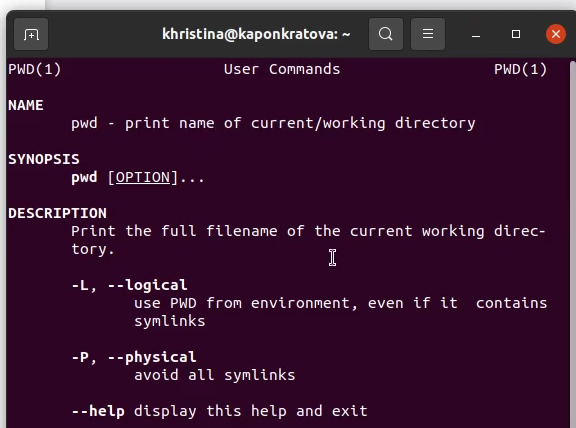 khristina@kaponkratova: ~
PWD(1) User Commands PWD(1)
NAME
pwd - print name of current/working directory
SYNOPSIS
pwd [OPTION]...
DESCRIPTION
Print the full filename of the current working direc-
tory.
-L, --logical
use PWD from environment, even if it contains
symlinks
-P, --physical
avoid all symlinks
--help display this help and exit